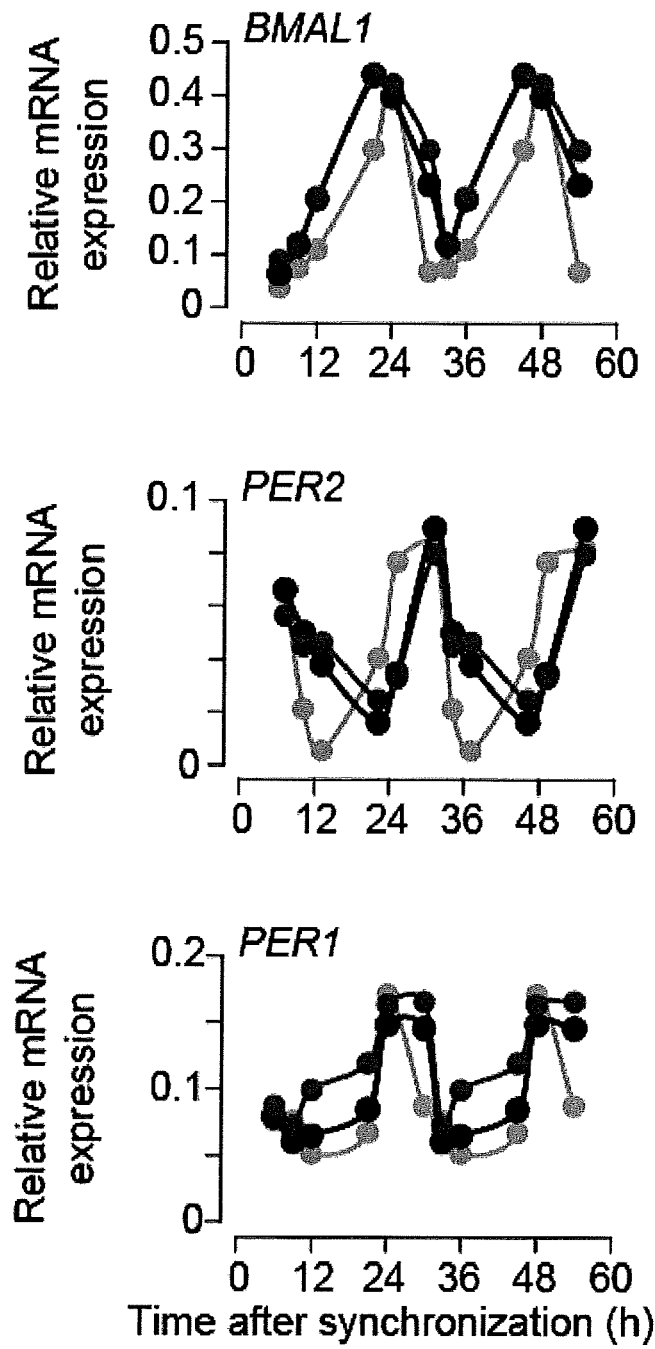 BMAL1
Relative mRNA
expression
0.5
0.4
0.3
0.2
0.1
0
0 12 24 36 48 60
PER2
Relative mRNA
expression
0.1
0
0 12 24 36 48 60
PER1
Relative mRNA
expression
0.2
0.1
0
0 12 24 36 48 60
Time after synchronization (h)